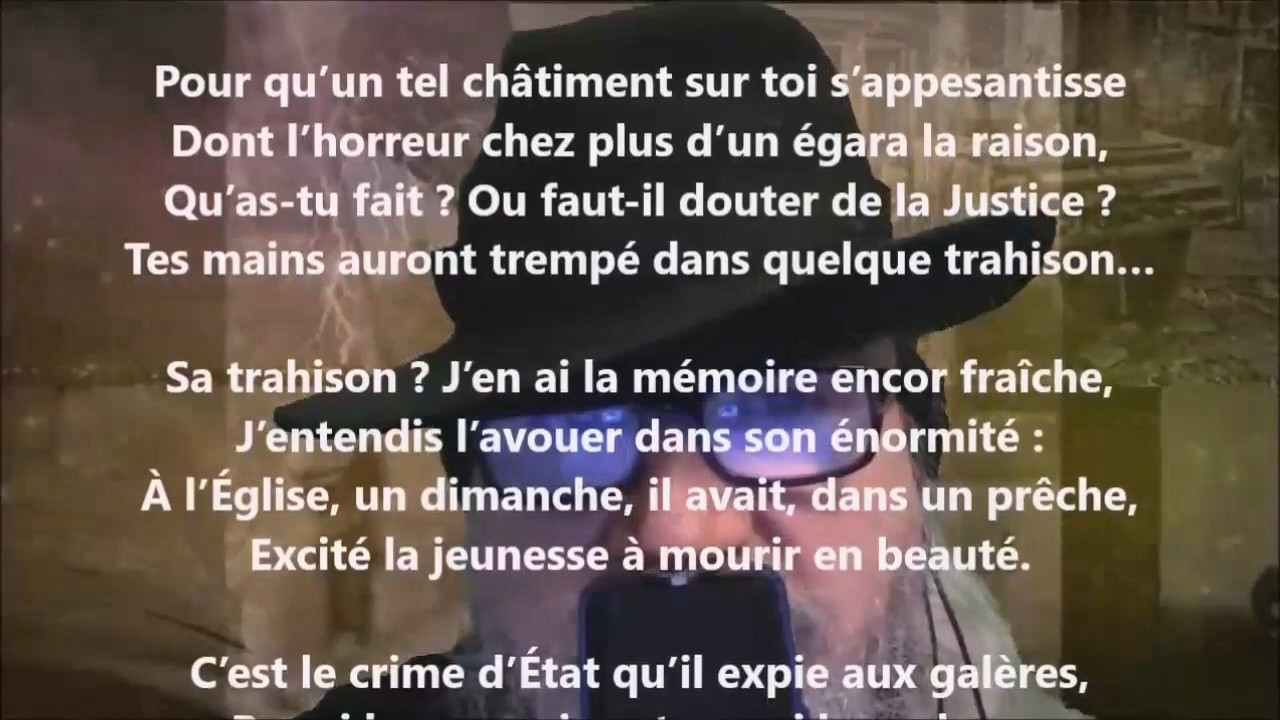 Pour qu’un tel châtiment sur toi s’appesantisse
Dont l’horreur chez plus d’un égara la raison,
Qu’as-tu fait ? Ou faut-il douter de la Justice ?
Tes mains auront trempé dans quelque trahison…
Sa trahison ? J’en ai la mémoire encor fraîche,
J’entendis l’avouer dans son énormité :
À l’Église, un dimanche, il avait, dans un prêche,
Excité la jeunesse à mourir en beauté.
C’est le crime d’État qu’il expie aux galères,